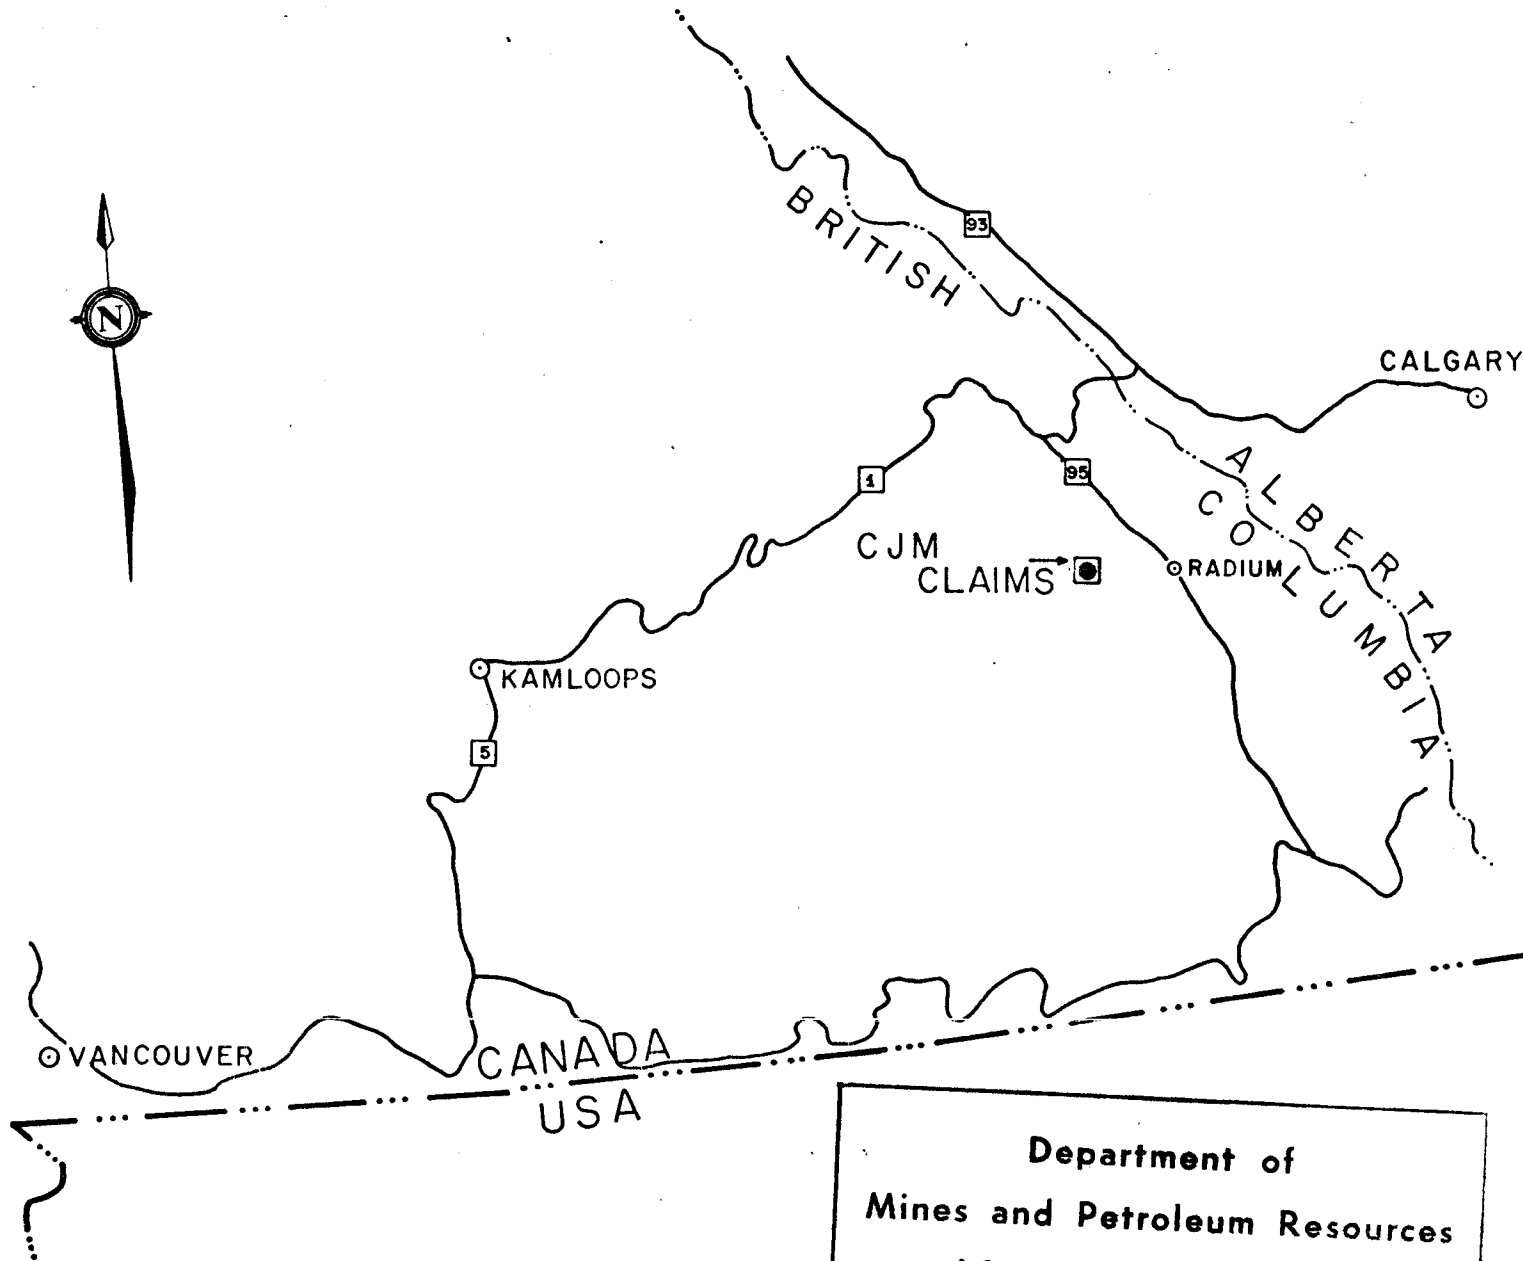 93
BRITISH
N
CALGARY
1
95
ALBERTA
COLUMBIA
CJM
CLAIMS
RADIUM
KAMLOOPS
5
VANCOUVER
CANADA
USA
Department of
Mines and Petroleum Resources